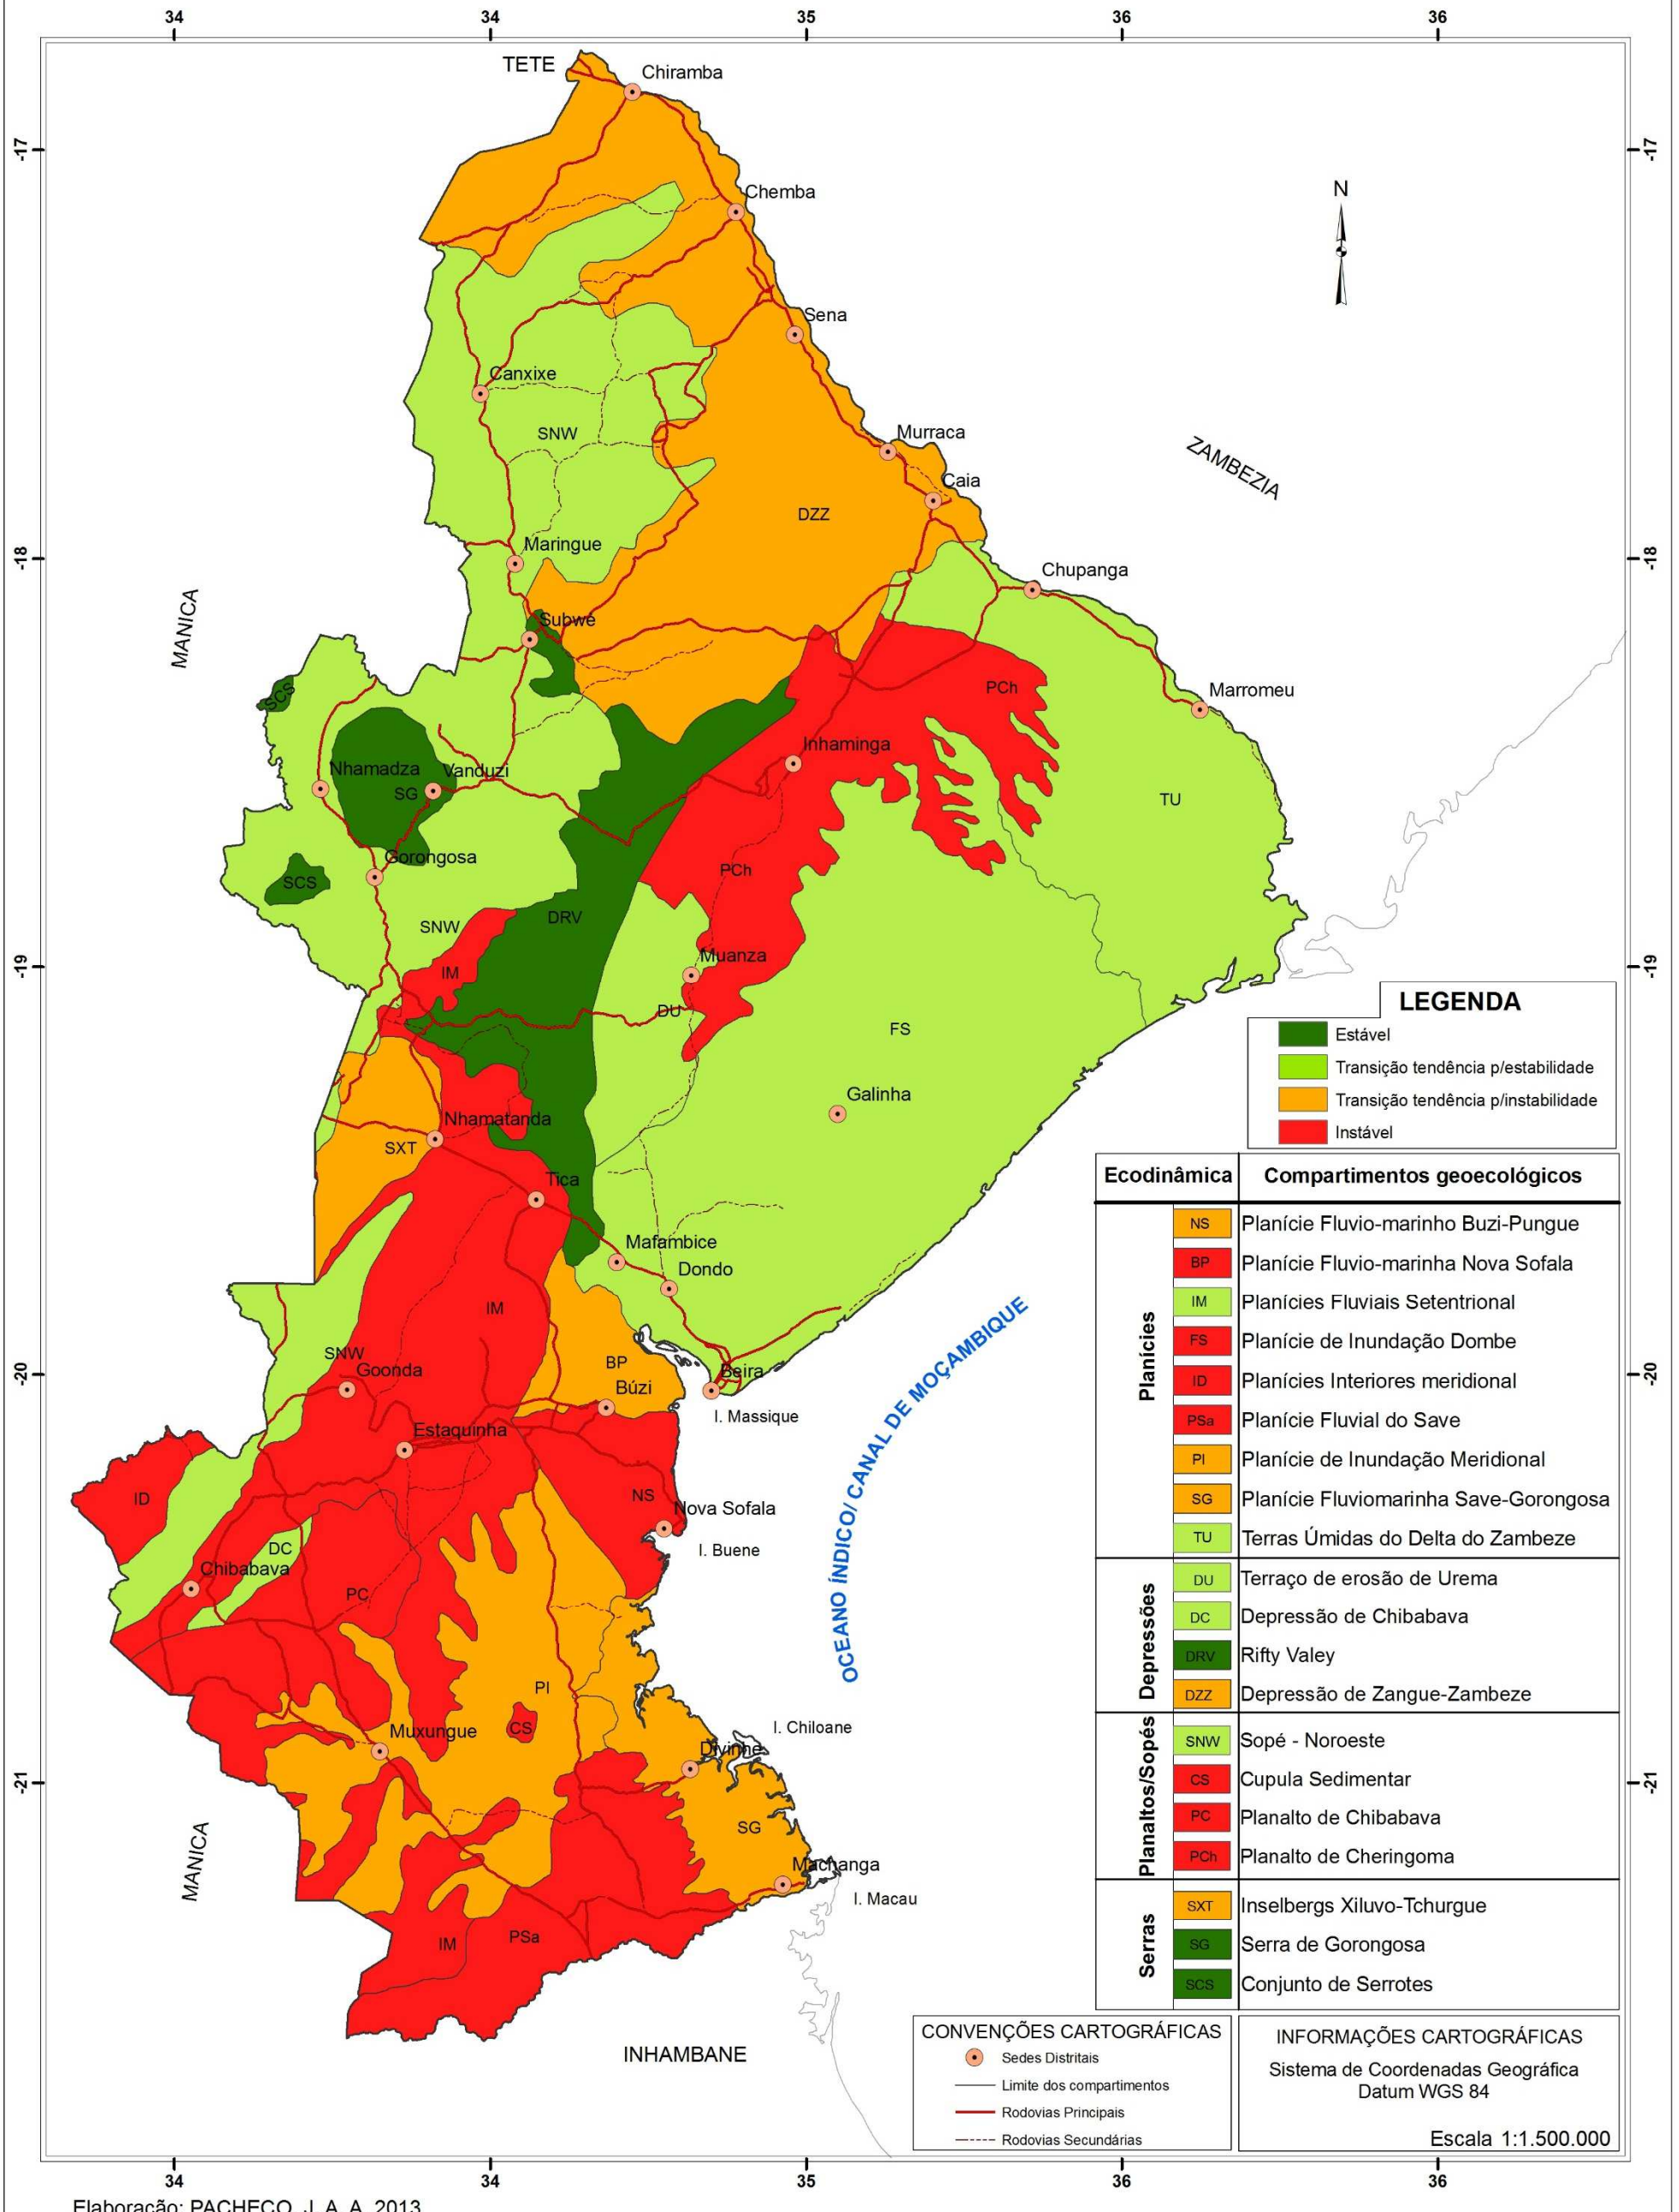 34 34 35 36 36
TETE
Chiramba
-17 -17
N
Chemba
Sena
Canxixe
SNW
Murraca
ZAMBEZIA
Caia
DZZ
Maringue
-18 -18
Chupanga
MANICA
Subwe
SCS
PCh
Marromeu
Inhaminga
Nhamadza
Vanduzi
SG
TU
Gorongosa
SCS
PCh
DRV
SNW
Muanza
IM
-19 -19
DU
FS
Galinha
Nhamatanda
SXT
Tica
Mafambice
Dondo
IM
SNW
Goonda
BP
Beira
-20 -20
Búzi
I. Massique
Estaquinha
ID
NS
Nova Sofala
I. Buene
DC
Chibabava
PC
OCEANO ÍNDICO/ CANAL DE MOÇAMBIQUE
PI
CS
Muxungue
I. Chiloane
Divinhe
-21 -21
SG
MANICA
Machanga
I. Macau
PSa
IM
INHAMBANE
LEGENDA
Estável
Transição tendência p/estabilidade
Transição tendência p/instabilidade
Instável
Ecodinâmica Compartimentos geoecológicos
Planícies
NS Planície Fluvio-marinho Buzi-Pungue
BP Planície Fluvio-marinha Nova Sofala
IM Planícies Fluviais Setentrional
FS Planície de Inundação Dombe
ID Planícies Interiores meridional
PSa Planície Fluvial do Save
PI Planície de Inundação Meridional
SG Planície Fluviomarinha Save-Gorongosa
TU Terras Úmidas do Delta do Zambeze
Depressões
DU Terraço de erosão de Urema
DC Depressão de Chibabava
DRV Rifty Valey
DZZ Depressão de Zangue-Zambeze
Planaltos/Sopés
SNW Sopé - Noroeste
CS Cupula Sedimentar
PC Planalto de Chibabava
PCh Planalto de Cheringoma
Serras
SXT Inselbergs Xiluvo-Tchurgue
SG Serra de Gorongosa
SCS Conjunto de Serrotes
CONVENÇÕES CARTOGRÁFICAS
Sedes Distritais
Limite dos compartimentos
Rodovias Principais
Rodovias Secundárias
INFORMAÇÕES CARTOGRÁFICAS
Sistema de Coordenadas Geográfica
Datum WGS 84
Escala 1:1.500.000
34 34 35 36 36
Elaboração: PACHECO, J. A. A. 2013